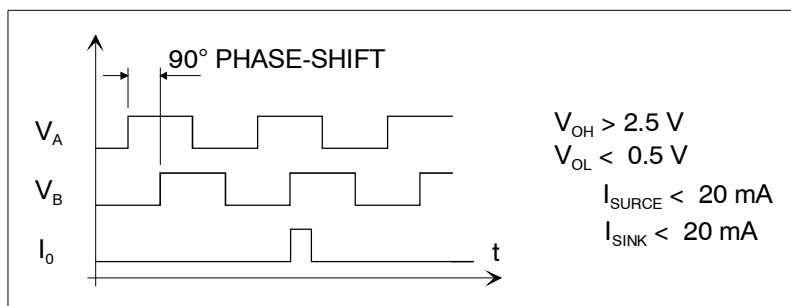 90° PHASE-SHIFT
V_A
V_B
I_0
t
V_OH > 2.5 V
V_OL < 0.5 V
I_SURCE < 20 mA
I_SINK < 20 mA